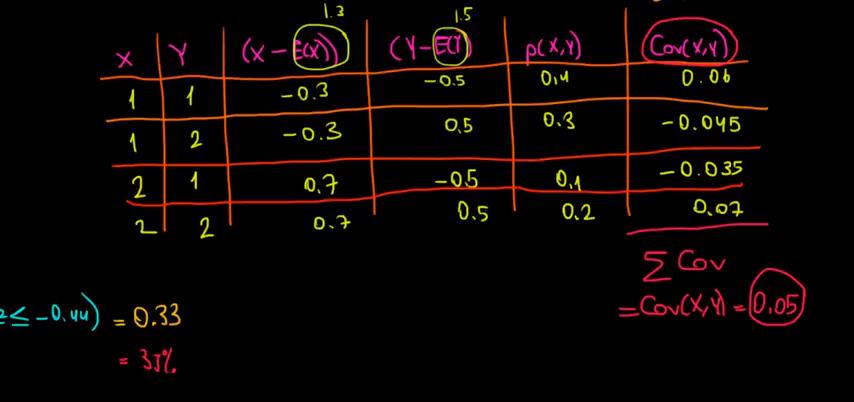 1.3 1.5
X Y (X - E(X)) (Y - E(Y) p(X,Y) Cov(X,Y)
1 1 -0.3 -0.5 0.4 0.06
1 2 -0.3 0.5 0.3 -0.045
2 1 0.7 -0.5 0.1 -0.035
2 2 0.7 0.5 0.2 0.07
∑ Cov
= Cov(X,Y) = 0.05
≤ -0.44) = 0.33
= 33%